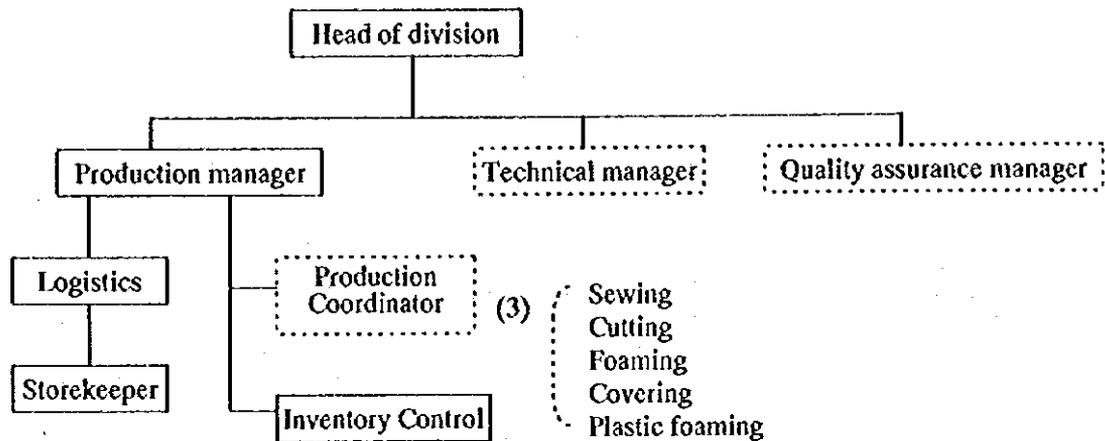 Head of division
Production manager
Technical manager
Quality assurance manager
Logistics
Production
Coordinator
(3)
Sewing
Cutting
Foaming
Covering
Plastic foaming
Storekeeper
Inventory Control